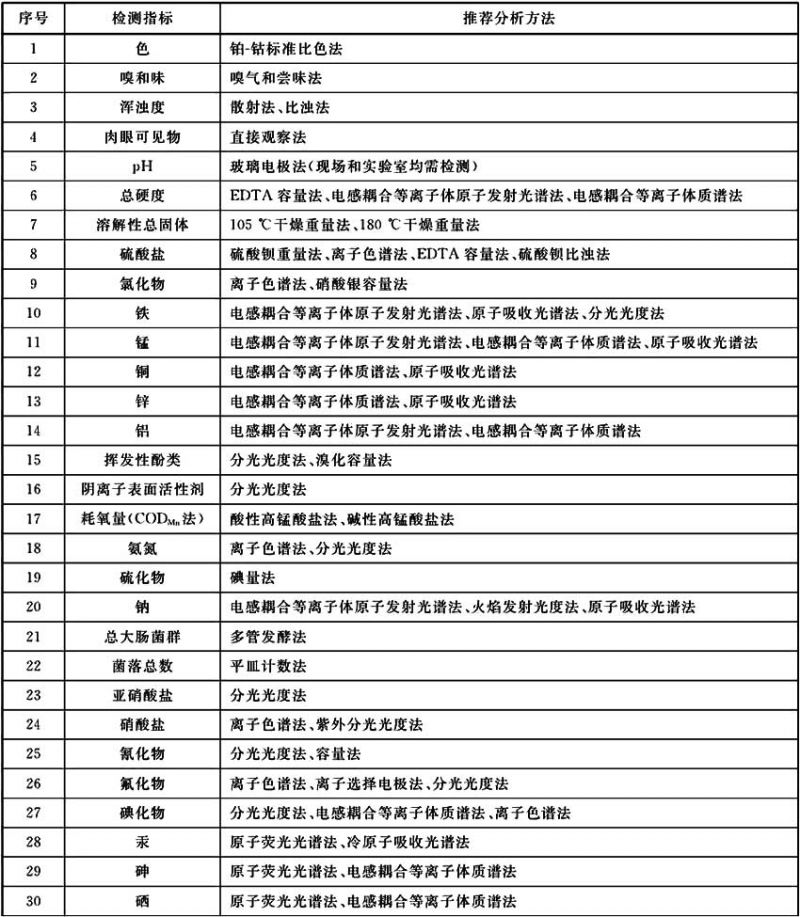 序号 检测指标 推荐分析方法
1 色 铂-钴标准比色法
2 嗅和味 嗅气和尝味法
3 浑浊度 散射法、比浊法
4 肉眼可见物 直接观察法
5 pH 玻璃电极法(现场和实验室均需检测)
6 总硬度 EDTA 容量法、电感耦合等离子体原子发射光谱法、电感耦合等离子体质谱法
7 溶解性总固体 105 ℃干燥重量法、180 ℃干燥重量法
8 硫酸盐 硫酸钡重量法、离子色谱法、EDTA 容量法、硫酸钡比浊法
9 氯化物 离子色谱法、硝酸银容量法
10 铁 电感耦合等离子体原子发射光谱法、原子吸收光谱法、分光光度法
11 锰 电感耦合等离子体原子发射光谱法、电感耦合等离子体质谱法、原子吸收光谱法
12 铜 电感耦合等离子体质谱法、原子吸收光谱法
13 锌 电感耦合等离子体质谱法、原子吸收光谱法
14 铝 电感耦合等离子体原子发射光谱法、电感耦合等离子体质谱法
15 挥发性酚类 分光光度法、溴化容量法
16 阴离子表面活性剂 分光光度法
17 耗氧量(CODMn法) 酸性高锰酸盐法、碱性高锰酸盐法
18 氨氮 离子色谱法、分光光度法
19 硫化物 碘量法
20 钠 电感耦合等离子体原子发射光谱法、火焰发射光度法、原子吸收光谱法
21 总大肠菌群 多管发酵法
22 菌落总数 平皿计数法
23 亚硝酸盐 分光光度法
24 硝酸盐 离子色谱法、紫外分光光度法
25 氰化物 分光光度法、容量法
26 氟化物 离子色谱法、离子选择电极法、分光光度法
27 碘化物 分光光度法、电感耦合等离子体质谱法、离子色谱法
28 汞 原子荧光光谱法、冷原子吸收光谱法
29 砷 原子荧光光谱法、电感耦合等离子体质谱法
30 硒 原子荧光光谱法、电感耦合等离子体质谱法